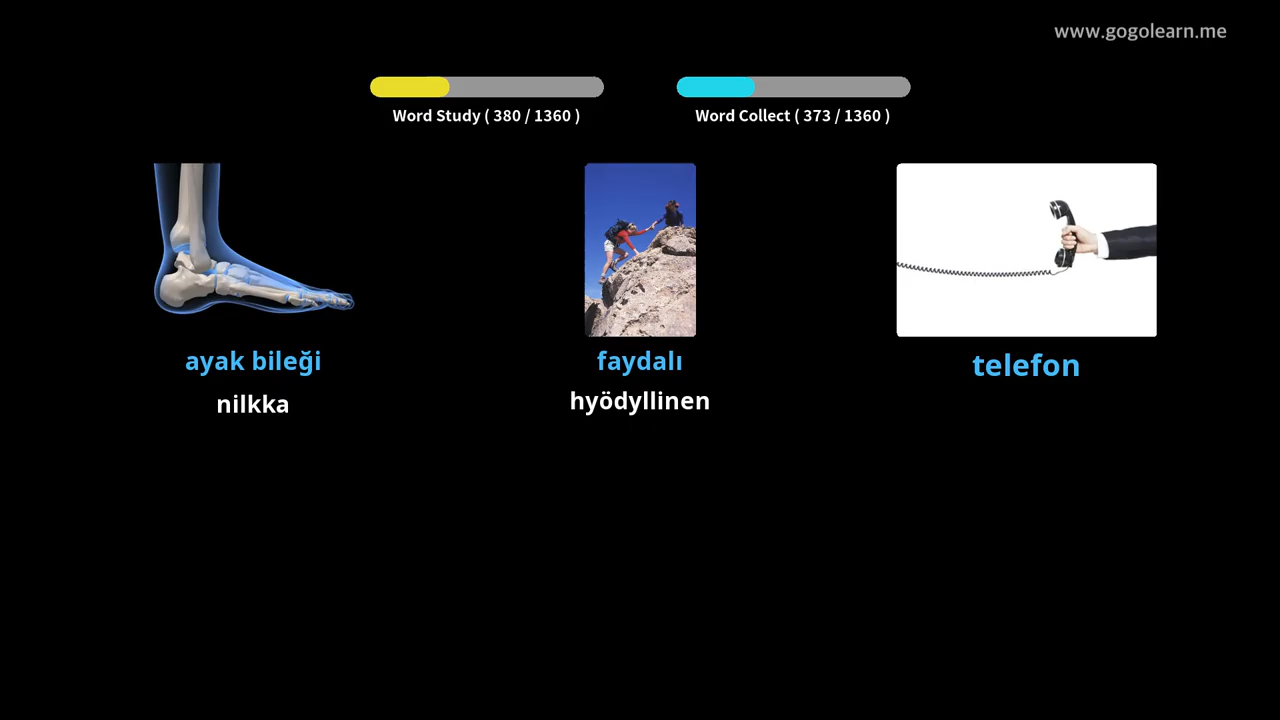 www.gogolearn.me
Word Study ( 380 / 1360 )
Word Collect ( 373 / 1360 )
ayak bileği
nilkka
faydalı
hyödyllinen
telefon